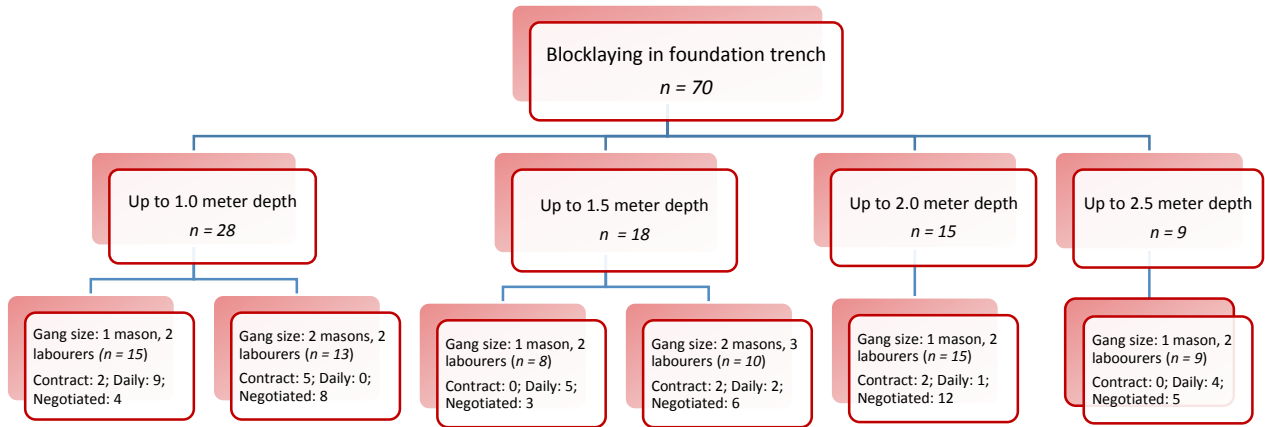 Blocklaying in foundation trench
n = 70
Up to 1.0 meter depth
n = 28
Up to 1.5 meter depth
n = 18
Up to 2.0 meter depth
n = 15
Up to 2.5 meter depth
n = 9
Gang size: 1 mason, 2
labourers (n = 15)
Contract: 2; Daily: 9;
Negotiated: 4
Gang size: 2 masons, 2
labourers (n = 13)
Contract: 5; Daily: 0;
Negotiated: 8
Gang size: 1 mason, 2
labourers (n = 8)
Contract: 0; Daily: 5;
Negotiated: 3
Gang size: 2 masons, 3
labourers (n = 10)
Contract: 2; Daily: 2;
Negotiated: 6
Gang size: 1 mason, 2
labourers (n = 15)
Contract: 2; Daily: 1;
Negotiated: 12
Gang size: 1 mason, 2
laboourers (n = 9)
Contract: 0; Daily: 4;
Negotiated: 5